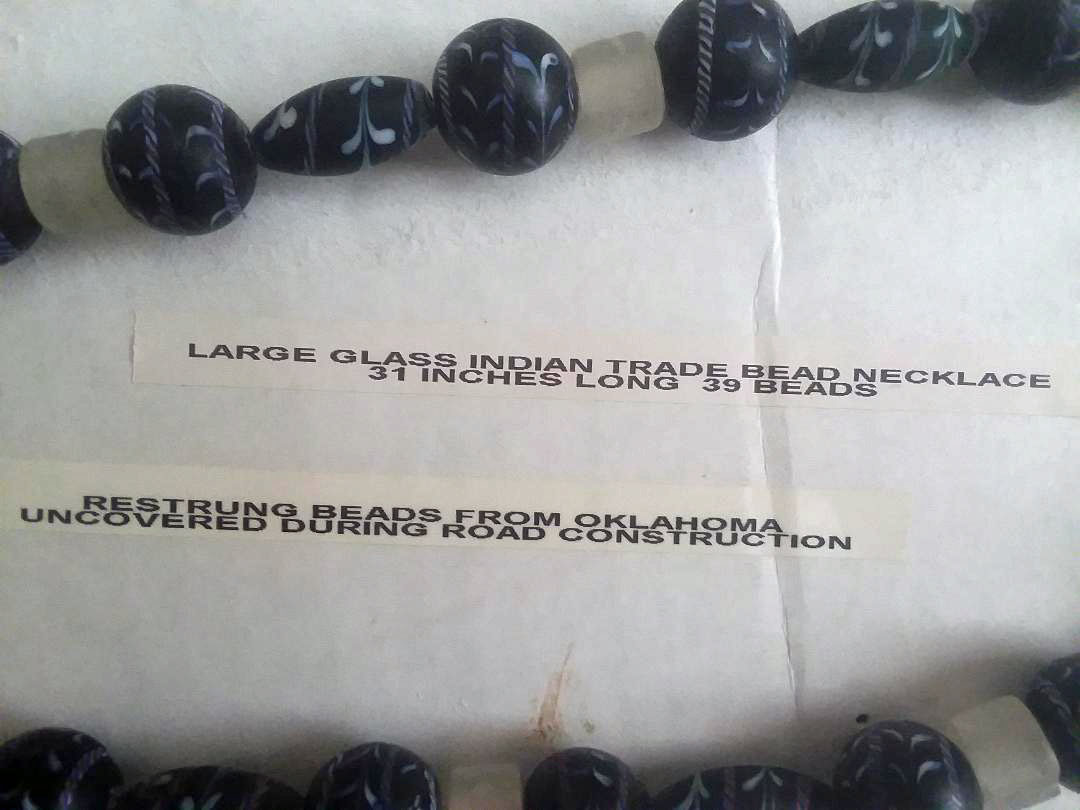 LARGE GLASS INDIAN TRADE BEAD NECKLACE
31 INCHES LONG 39 BEADS
RESTRUNG BEADS FROM OKLAHOMA
UNCOVERED DURING ROAD CONSTRUCTION